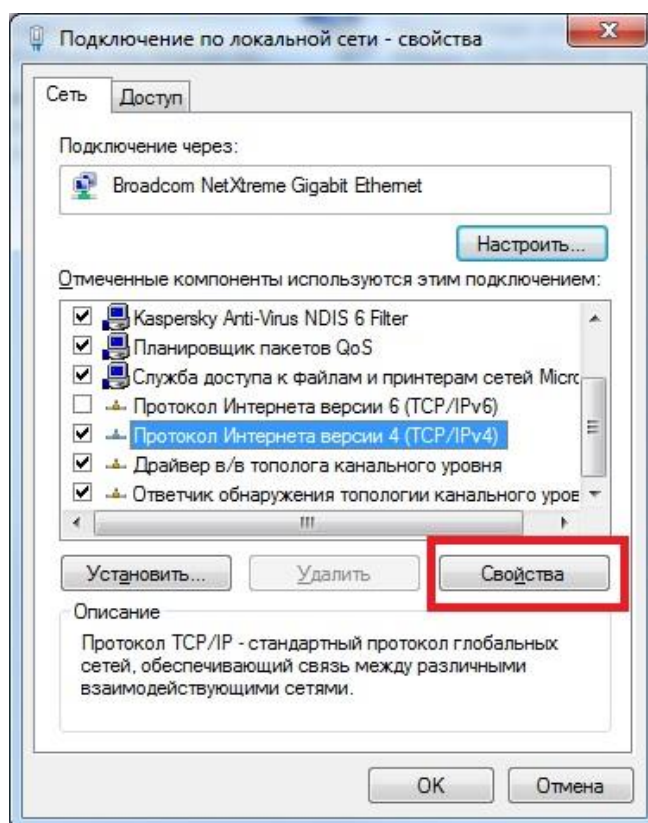 Подключение по локальной сети - свойства
Сеть
Доступ
Подключение через:
Broadcom NetXtreme Gigabit Ethernet
Настроить...
Отмеченные компоненты используются этим подключением:
Kaspersky Anti-Virus NDIS 6 Filter
Планировщик пакетов QoS
Служба доступа к файлам и принтерам сетей Micro
Протокол Интернета версии 6 (TCP/IPv6)
Протокол Интернета версии 4 (TCP/IPv4)
Драйвер в/в тополога канального уровня
Ответчик обнаружения топологии канального уров
Установить...
Удалить
Свойства
Описание
Протокол TCP/IP - стандартный протокол глобальных
сетей, обеспечивающий связь между различными
взаимодействующими сетями.
OK
Отмена